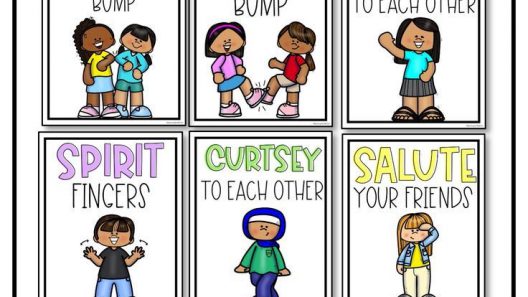 BUMP
BUMP
TO EACH OTHER
SPIRIT
FINGERS
CURTSEY
TO EACH OTHER
SALUTE
YOUR FRIENDS